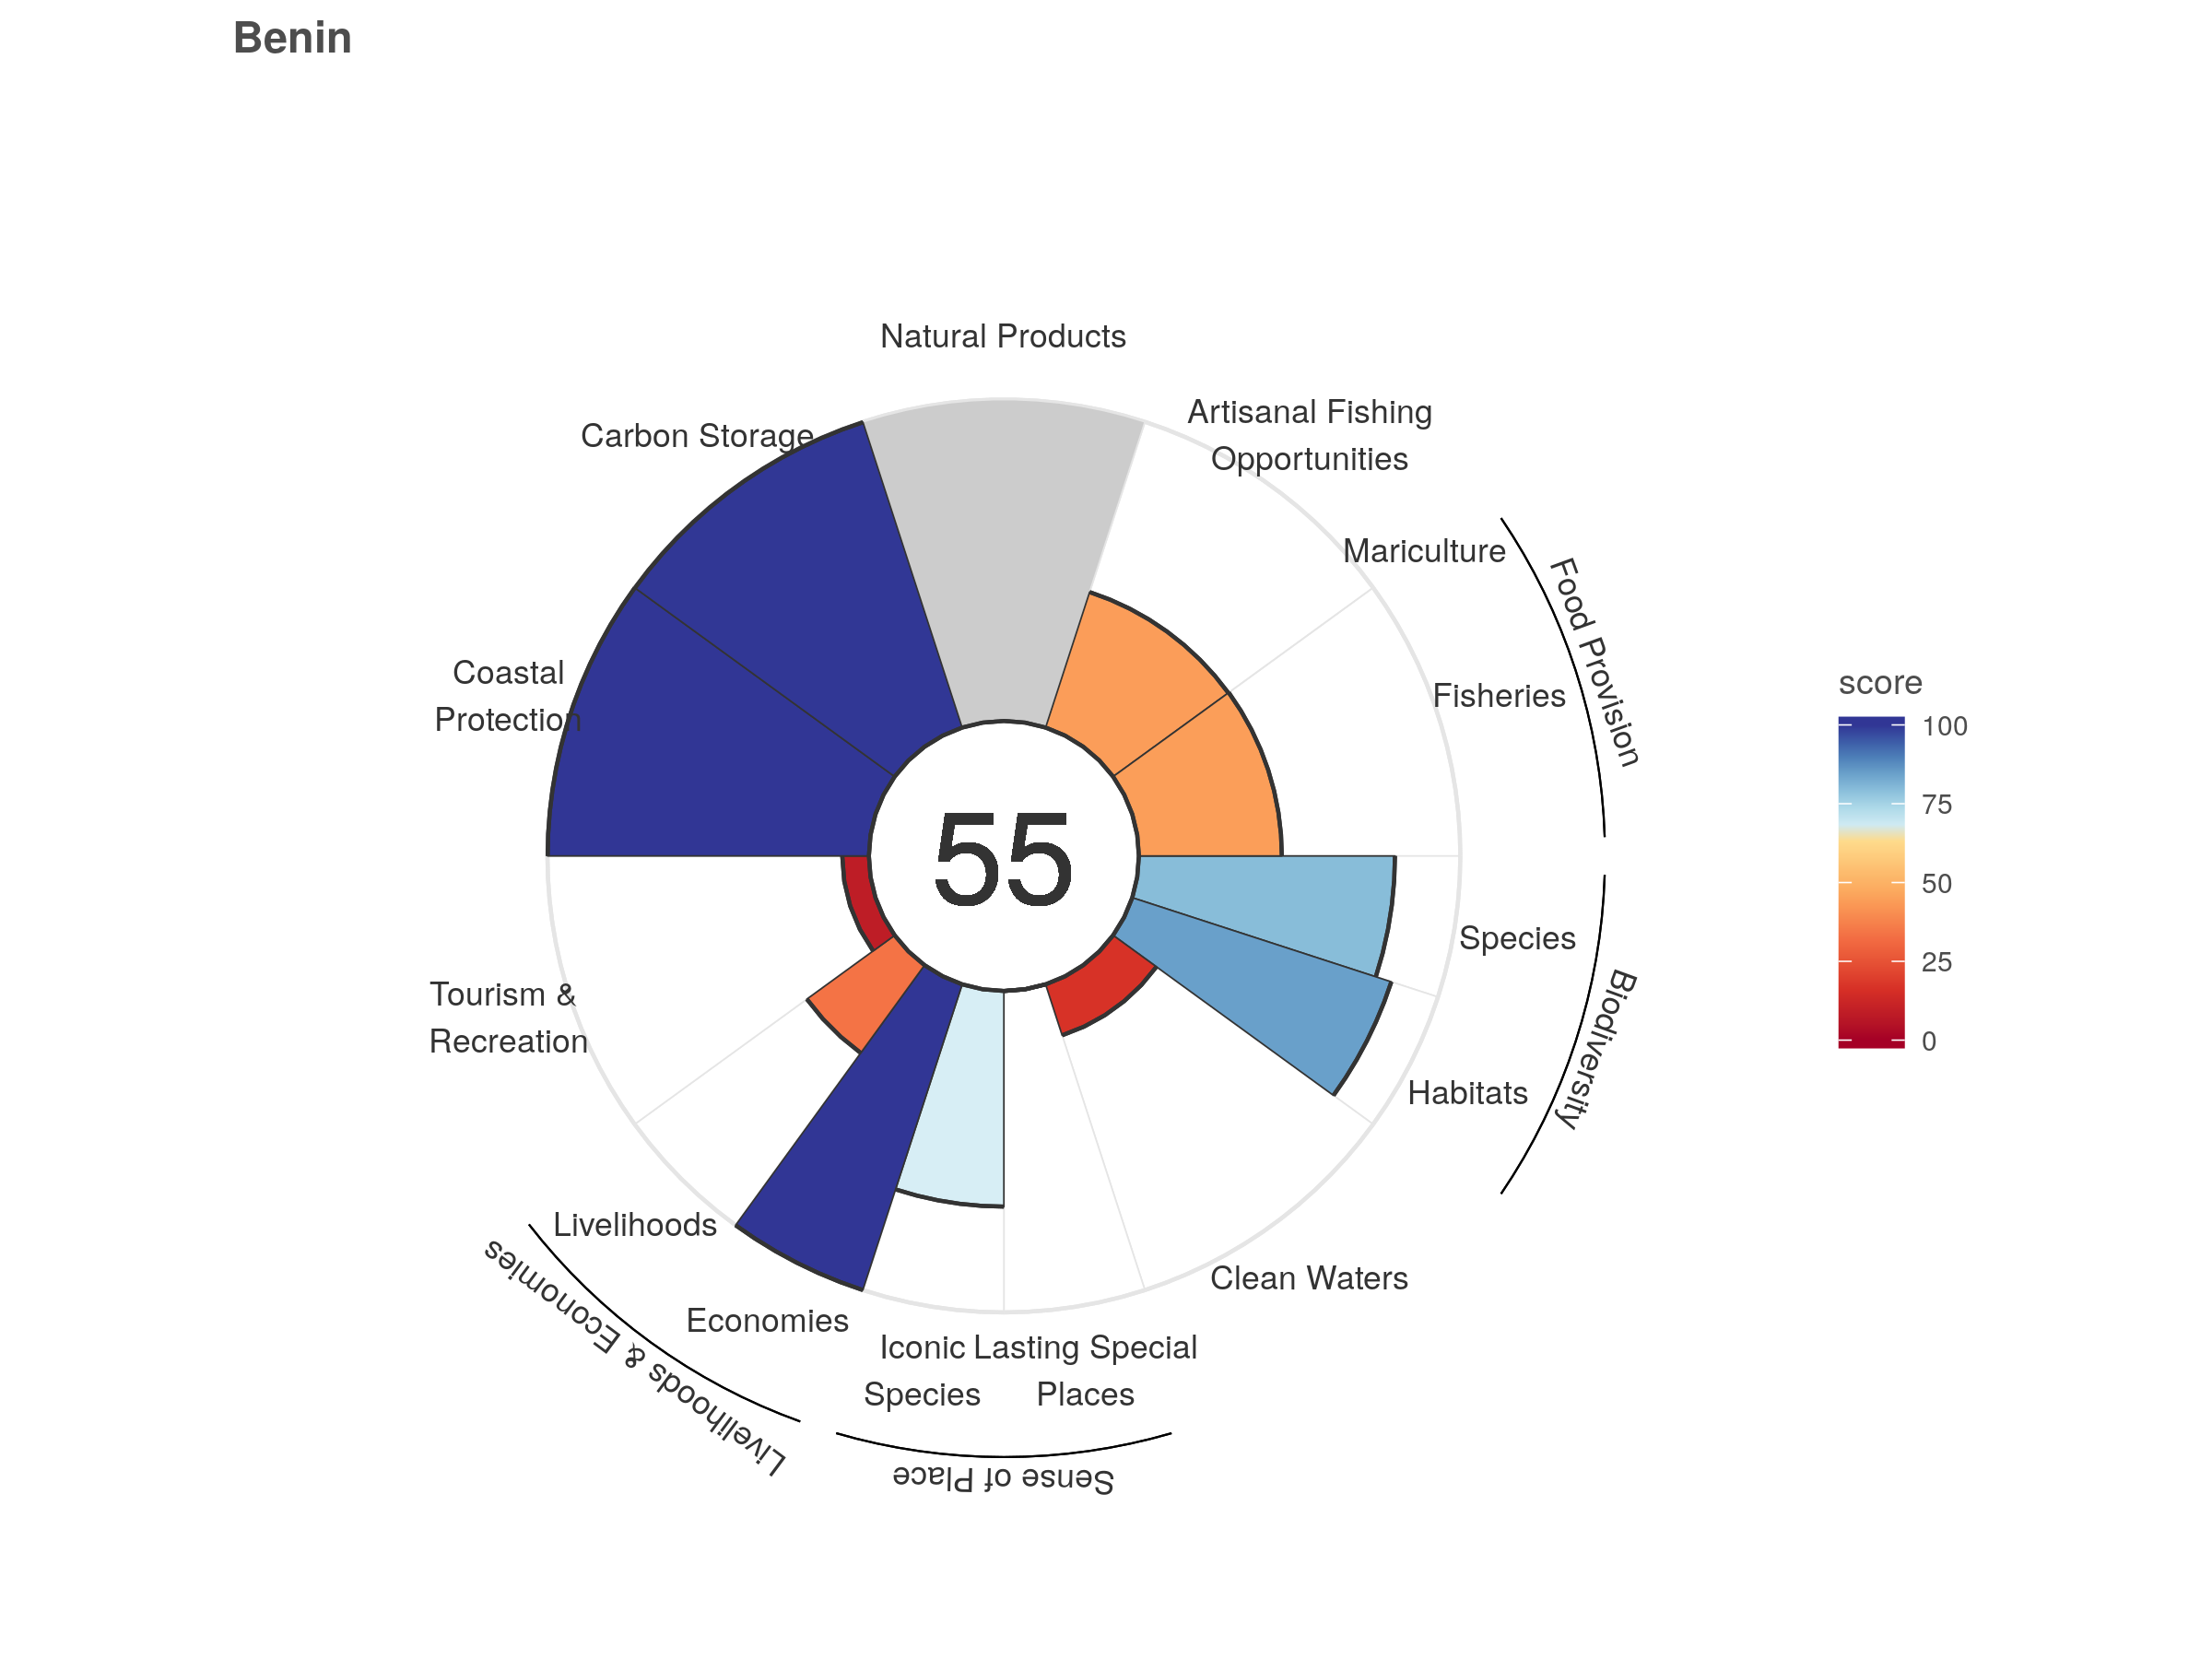 Benin
Natural Products
Artisanal Fishing
Opportunities
Carbon Storage
Mariculture
Food Provision
Fisheries
Coastal
Protection
score
100
75
50
25
0
55
Species
Biodiversity
Habitats
Tourism &
Recreation
Livelihoods
Livelihoods & Economies
Economies
Clean Waters
Iconic
Species
Lasting Special
Places
Sense of Place